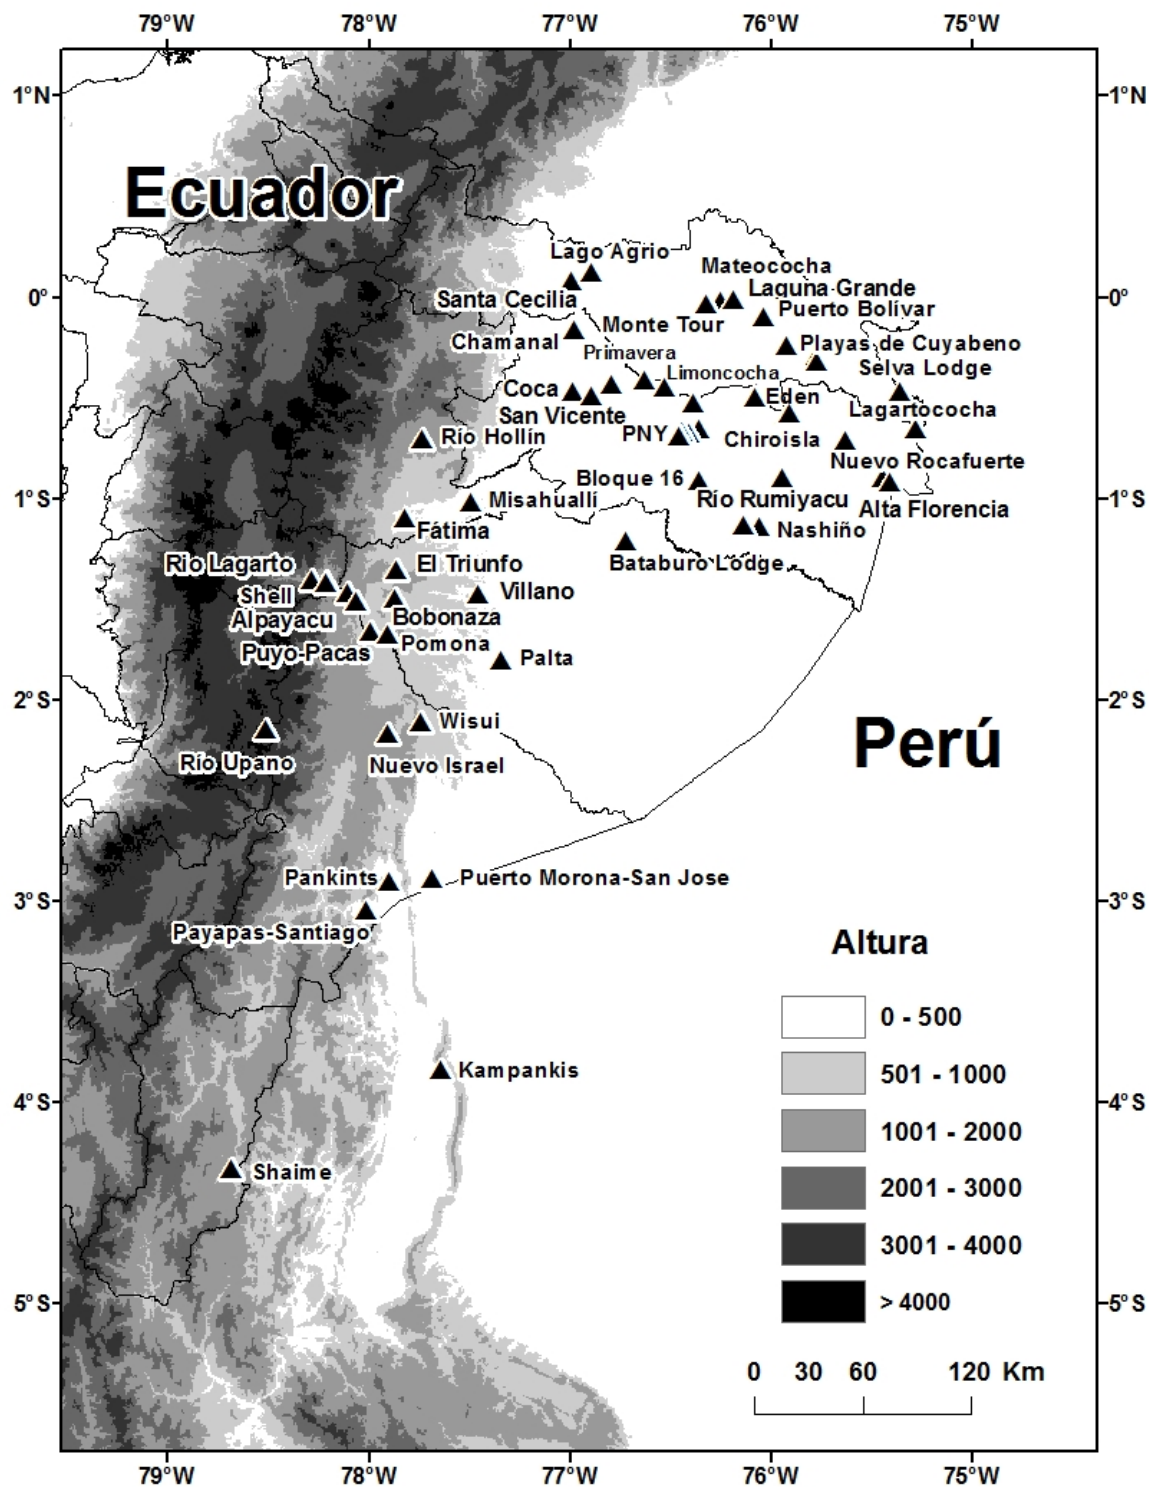 79°W 78°W 77°W 76°W 75°W
1°N 1°N
Ecuador
Lago Agrio
Mateococha
Laguna Grande
0° 0°
Santa Cecilia
Puerto Bolívar
Monte Tour
Chamanal
Playas de Cuyabeno
Primavera
Selva Lodge
Limoncocha
Coca
Eden
San Vicente
Lagartococha
PNY
Chiroisla
Río Hollín
Nuevo Rocafuerte
Bloque 16
1°S 1°S
Misahuallí
Río Rumiyacu
Alta Florencia
Fátima
Nashiño
Bataburo Lodge
Río Lagarto
El Triunfo
Shell
Villano
Alpayacu
Bobonaza
Puyo-Pacas
Pomona
Palta
2°S 2°S
Wisui
Perú
Río Upano
Nuevo Israel
Pankints
Puerto Morona-San Jose
3°S 3°S
Payapas-Santiago
Altura
0 - 500
Kampankis
501 - 1000
4°S 4°S
1001 - 2000
Shaime
2001 - 3000
3001 - 4000
5°S 5°S
> 4000
0 30 60 120 Km
79°W 78°W 77°W 76°W 75°W